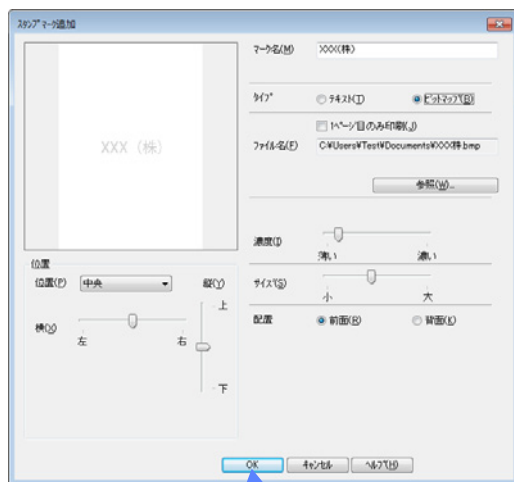 スタンプマーク追加
XXX (株)
位置
位置(P)
中央
縦(Y)
上
横(X)
左
右
下
マーク名(M)
XXX(株)
タイプ
テキスト(T)
ビットマップ(B)
1ページ目のみ印刷(J)
ファイル名(F)
C:¥Users¥Test¥Documents¥XXX株.bmp
参照(W)...
濃度(I)
薄い
濃い
サイズ(S)
小
大
配置
前面(R)
背面(K)
OK
キャンセル
ヘルプ(H)